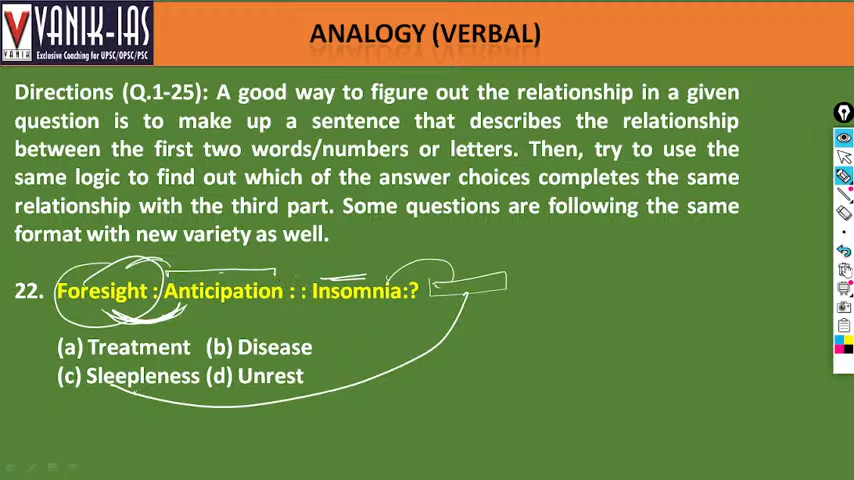 VANIK-IAS
VANIK
Exclusive Coaching for UPSC/OPSC/PSC
ANALOGY (VERBAL)
Directions (Q.1-25): A good way to figure out the relationship in a given
question is to make up a sentence that describes the relationship
between the first two words/numbers or letters. Then, try to use the
same logic to find out which of the answer choices completes the same
relationship with the third part. Some questions are following the same
format with new variety as well.
22. Foresight : Anticipation : : Insomnia:?
(a) Treatment (b) Disease
(c) Sleepleness (d) Unrest